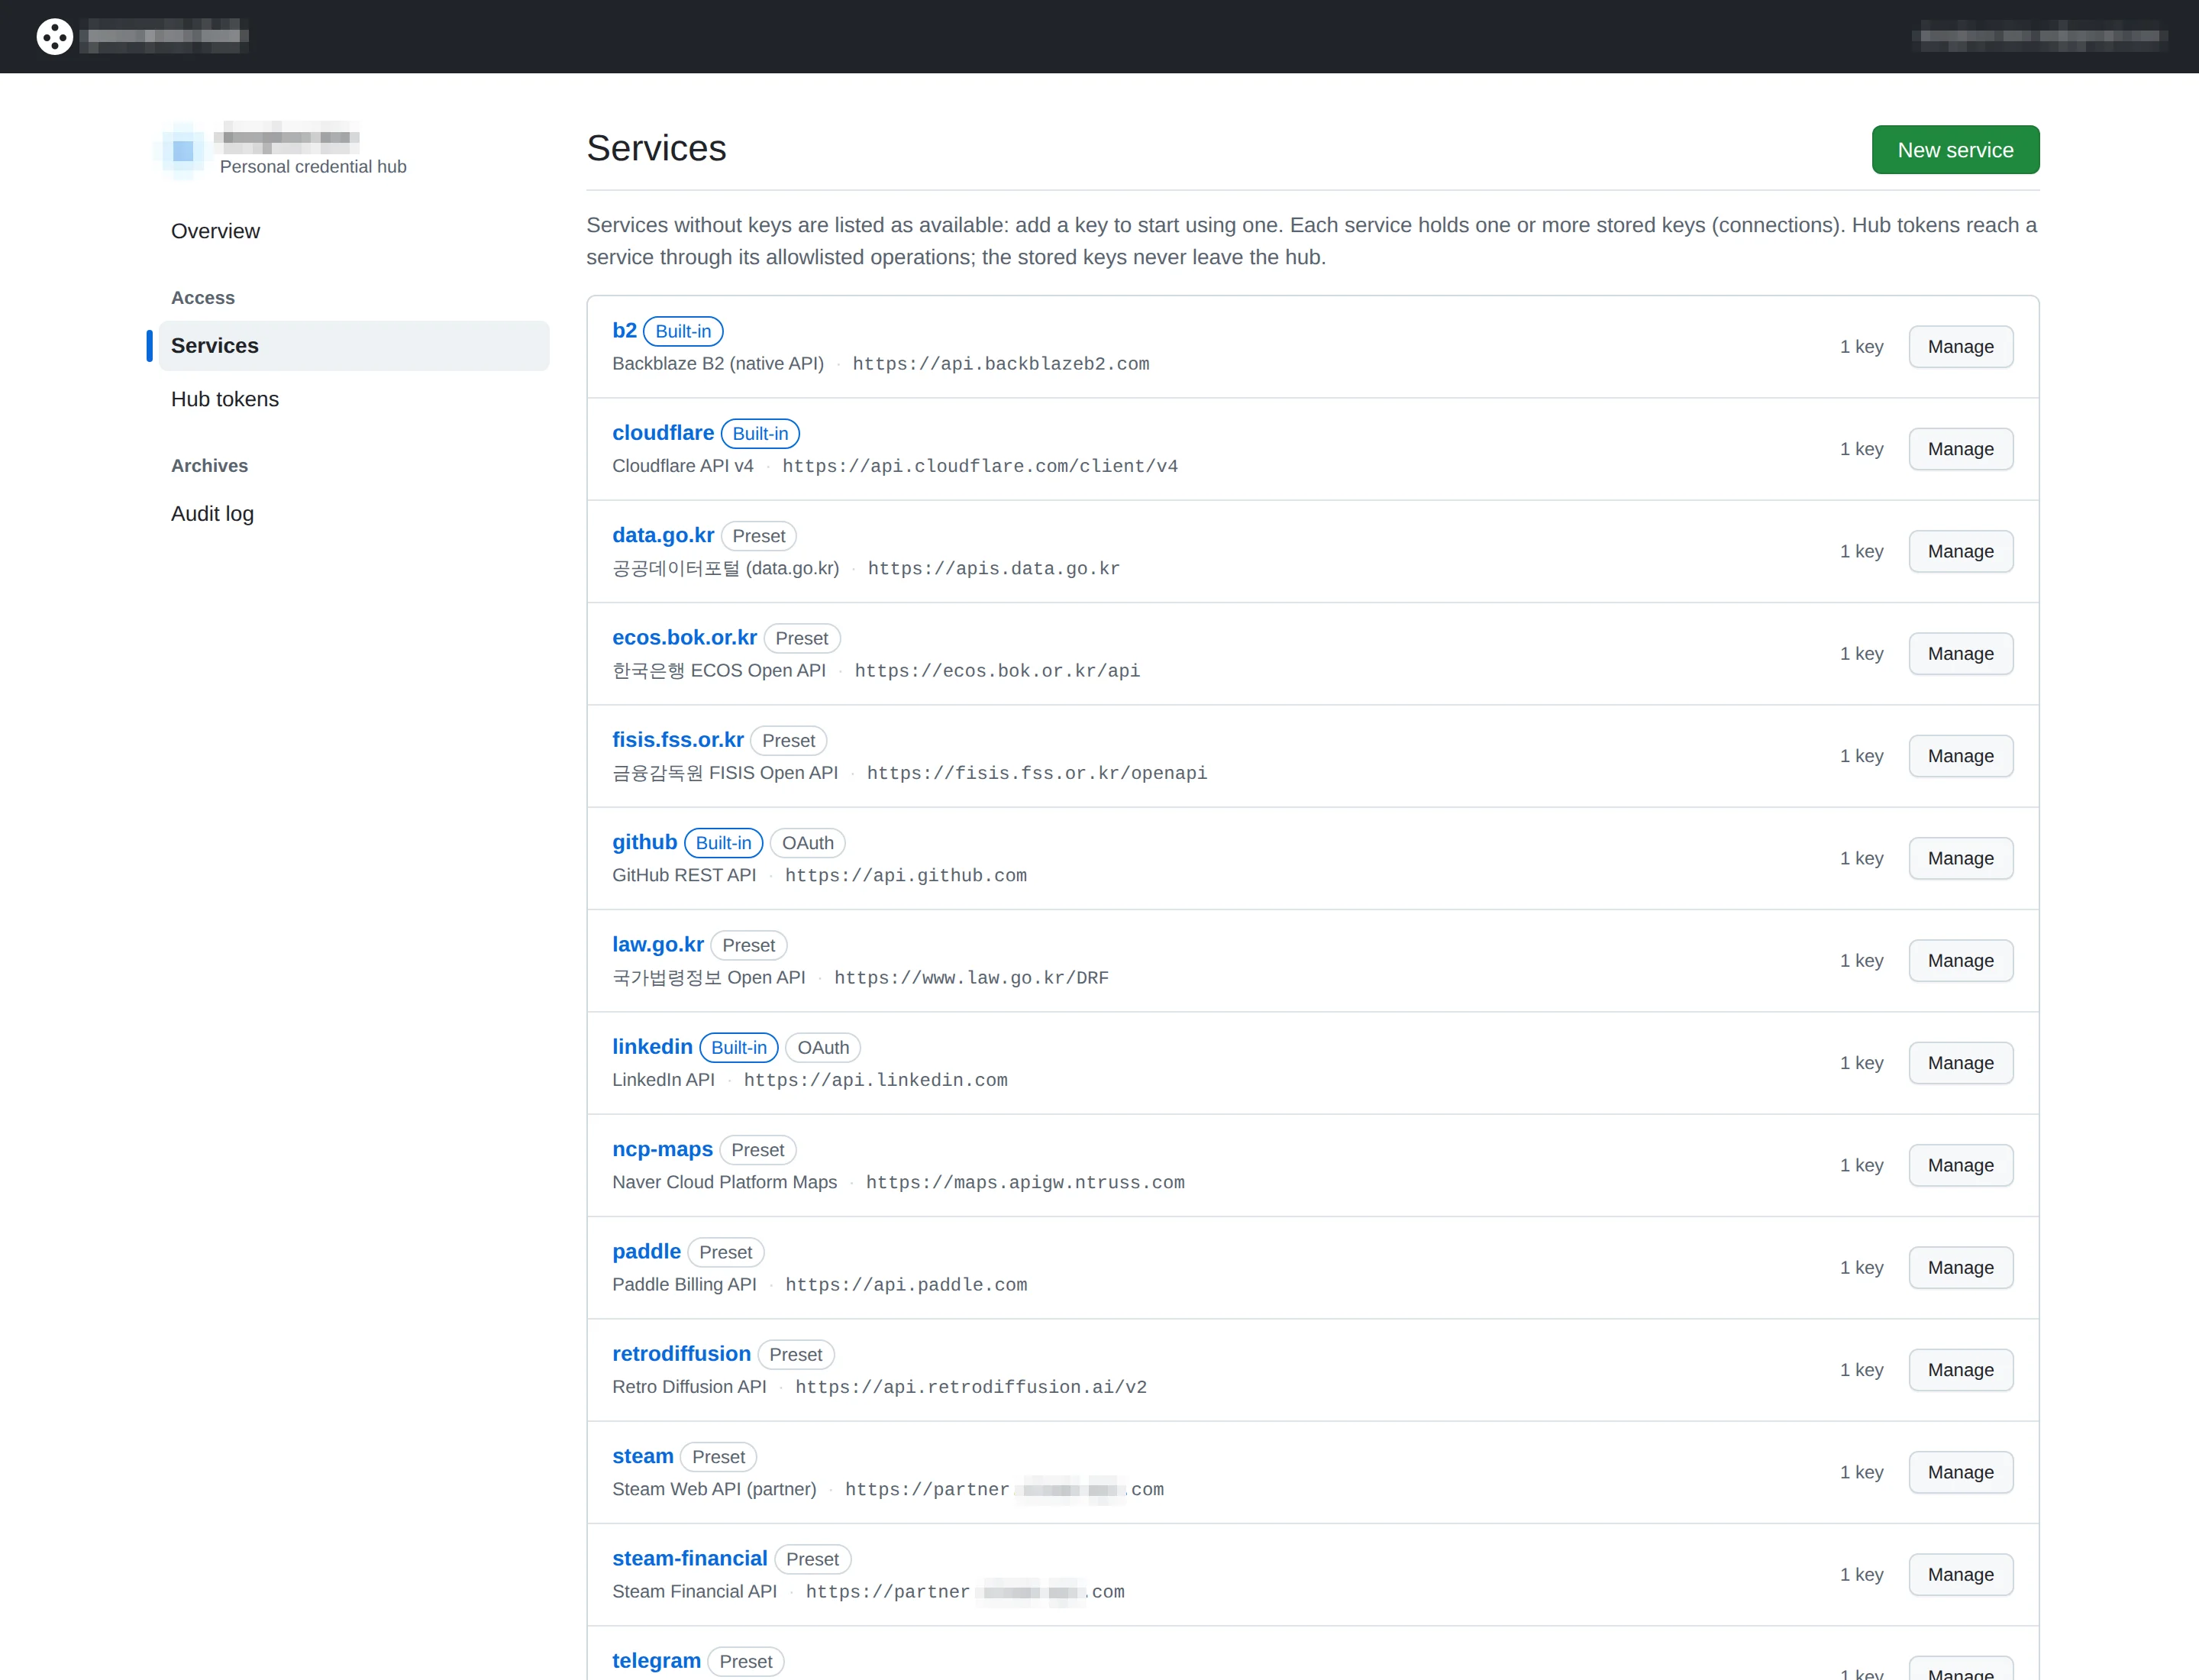 Personal credential hub
Overview
Access
Services
Hub tokens
Archives
Audit log
Services
New service
Services without keys are listed as available: add a key to start using one. Each service holds one or more stored keys (connections). Hub tokens reach a
service through its allowlisted operations; the stored keys never leave the hub.
b2 Built-in
Backblaze B2 (native API) · https://api.backblazeb2.com
1 key Manage
cloudflare Built-in
Cloudflare API v4 · https://api.cloudflare.com/client/v4
1 key Manage
data.go.kr Preset
공공데이터포털 (data.go.kr) · https://apis.data.go.kr
1 key Manage
ecos.bok.or.kr Preset
한국은행 ECOS Open API · https://ecos.bok.or.kr/api
1 key Manage
fisis.fss.or.kr Preset
금융감독원 FISIS Open API · https://fisis.fss.or.kr/openapi
1 key Manage
github Built-in OAuth
GitHub REST API · https://api.github.com
1 key Manage
law.go.kr Preset
국가법령정보 Open API · https://www.law.go.kr/DRF
1 key Manage
linkedin Built-in OAuth
LinkedIn API · https://api.linkedin.com
1 key Manage
ncp-maps Preset
Naver Cloud Platform Maps · https://maps.apigw.ntruss.com
1 key Manage
paddle Preset
Paddle Billing API · https://api.paddle.com
1 key Manage
retrodiffusion Preset
Retro Diffusion API · https://api.retrodiffusion.ai/v2
1 key Manage
steam Preset
Steam Web API (partner) · https://partner .com
1 key Manage
steam-financial Preset
Steam Financial API · https://partner .com
1 key Manage
telegram Preset
1 key Manage